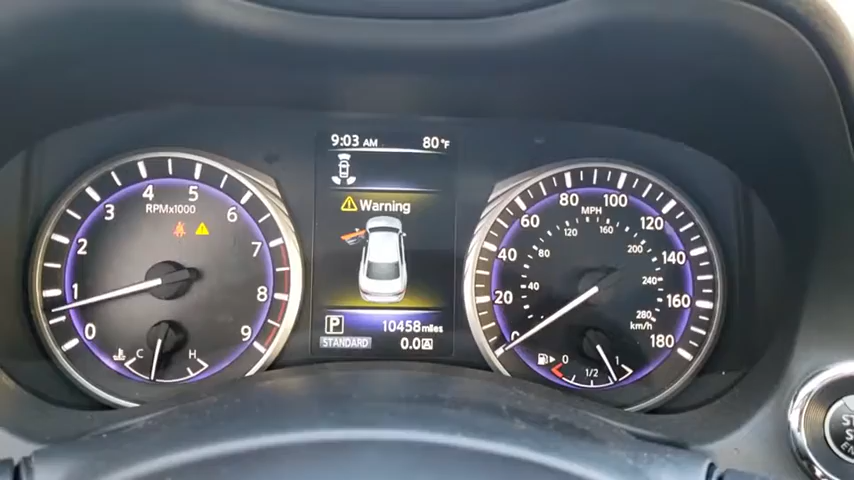 9:03 AM 80°F
Warning
P 10458 miles
STANDARD 0.0 A
RPMx1000
0 1 2 3 4 5 6 7 8 9
C H
MPH
0 20 40 60 80 100 120 140 160 180
40 80 120 160 200 240 280
km/h
0 1/2 1